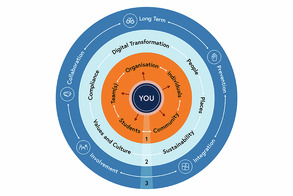 Long Term
Prevention
Integration
Involvement
Collaboration
Digital Transformation
People
Places
Sustainability
Values and Culture
Compliance
Organisation
Individuals
Community
Students
Team(s)
YOU
1
2
3